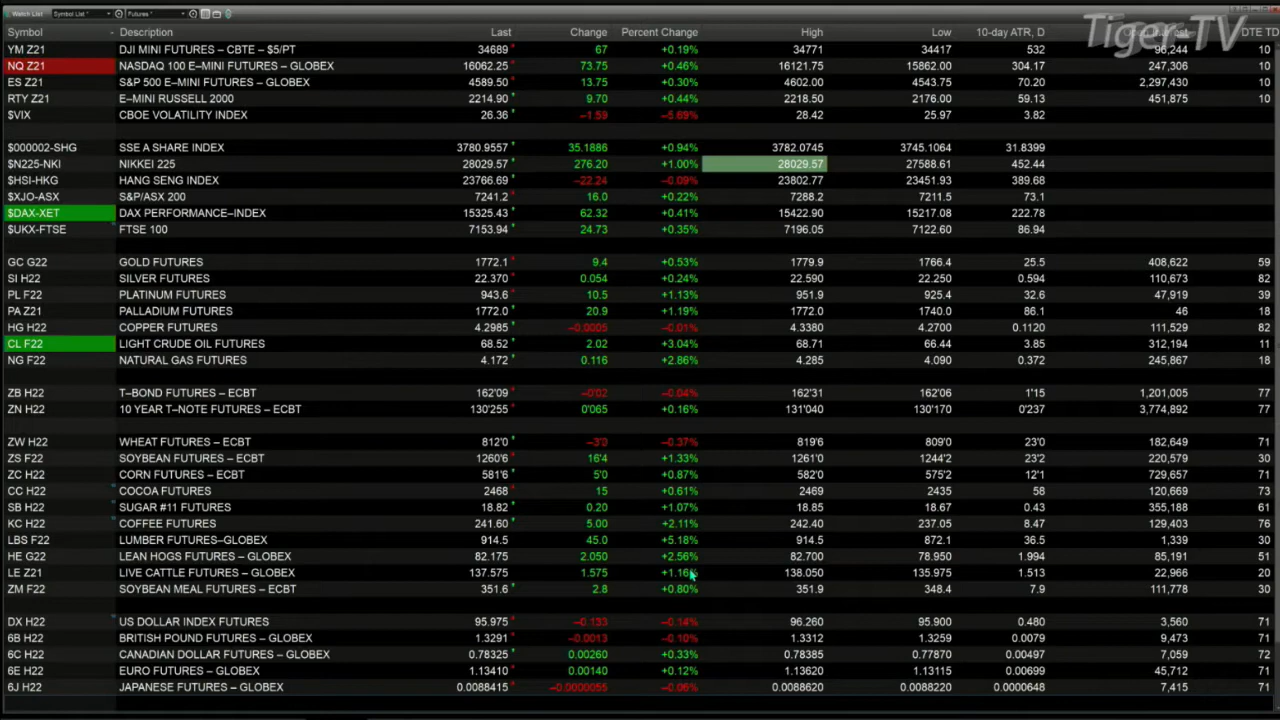 Watch List Symbol List * Futures *
Symbol Description Last Change Percent Change High Low 10-day ATR, D DTE TD
Tiger TV
YM Z21 DJI MINI FUTURES – CBTE – $5/PT 34689 67 +0.19% 34771 34417 532 96,244 10
NQ Z21 NASDAQ 100 E–MINI FUTURES – GLOBEX 16062.25 73.75 +0.46% 16121.75 15862.00 304.17 247,306 10
ES Z21 S&P 500 E–MINI FUTURES – GLOBEX 4589.50 13.75 +0.30% 4602.00 4543.75 70.20 2,297,430 10
RTY Z21 E–MINI RUSSELL 2000 2214.90 9.70 +0.44% 2218.50 2176.00 59.13 451,875 10
$VIX CBOE VOLATILITY INDEX 26.36 –1.59 –5.69% 28.42 25.97 3.82
$000002-SHG SSE A SHARE INDEX 3780.9557 35.1886 +0.94% 3782.0745 3745.1064 31.8399
$N225-NKI NIKKEI 225 28029.57 276.20 +1.00% 28029.57 27588.61 452.44
$HSI-HKG HANG SENG INDEX 23766.69 –22.24 –0.09% 23802.77 23451.93 389.68
$XJO-ASX S&P/ASX 200 7241.2 16.0 +0.22% 7288.2 7211.5 73.1
$DAX-XET DAX PERFORMANCE–INDEX 15325.43 62.32 +0.41% 15422.90 15217.08 222.78
$UKX-FTSE FTSE 100 7153.94 24.73 +0.35% 7196.05 7122.60 86.94
GC G22 GOLD FUTURES 1772.1 9.4 +0.53% 1779.9 1766.4 25.5 408,622 59
SI H22 SILVER FUTURES 22.370 0.054 +0.24% 22.590 22.250 0.594 110,673 82
PL F22 PLATINUM FUTURES 943.6 10.5 +1.13% 951.9 925.4 32.6 47,919 39
PA Z21 PALLADIUM FUTURES 1772.0 20.9 +1.19% 1772.0 1740.0 86.1 46 18
HG H22 COPPER FUTURES 4.2985 –0.0005 –0.01% 4.3380 4.2700 0.1120 111,529 82
CL F22 LIGHT CRUDE OIL FUTURES 68.52 2.02 +3.04% 68.71 66.44 3.85 312,194 11
NG F22 NATURAL GAS FUTURES 4.172 0.116 +2.86% 4.285 4.090 0.372 245,867 18
ZB H22 T–BOND FUTURES – ECBT 162'09 –0'02 –0.04% 162'31 162'06 1'15 1,201,005 77
ZN H22 10 YEAR T–NOTE FUTURES – ECBT 130'255 0'065 +0.16% 131'040 130'170 0'237 3,774,892 77
ZW H22 WHEAT FUTURES – ECBT 812'0 –3'0 –0.37% 819'6 809'0 23'0 182,649 71
ZS F22 SOYBEAN FUTURES – ECBT 1260'6 16'4 +1.33% 1261'0 1244'2 23'2 220,579 30
ZC H22 CORN FUTURES – ECBT 581'6 5'0 +0.87% 582'0 575'2 12'1 729,657 71
CC H22 COCOA FUTURES 2468 15 +0.61% 2469 2435 58 120,669 73
SB H22 SUGAR #11 FUTURES 18.82 0.20 +1.07% 18.85 18.67 0.43 355,188 61
KC H22 COFFEE FUTURES 241.60 5.00 +2.11% 242.40 237.05 8.47 129,403 76
LBS F22 LUMBER FUTURES–GLOBEX 914.5 45.0 +5.18% 914.5 872.1 36.5 1,339 30
HE G22 LEAN HOGS FUTURES – GLOBEX 82.175 2.050 +2.56% 82.700 78.950 1.994 85,191 51
LE Z21 LIVE CATTLE FUTURES – GLOBEX 137.575 1.575 +1.16% 138.050 135.975 1.513 22,966 20
ZM F22 SOYBEAN MEAL FUTURES – ECBT 351.6 2.8 +0.80% 351.9 348.4 7.9 111,778 30
DX H22 US DOLLAR INDEX FUTURES 95.975 –0.133 –0.14% 96.260 95.900 0.480 3,560 71
6B H22 BRITISH POUND FUTURES – GLOBEX 1.3291 –0.0013 –0.10% 1.3312 1.3259 0.0079 9,473 71
6C H22 CANADIAN DOLLAR FUTURES – GLOBEX 0.78325 0.00260 +0.33% 0.78385 0.77870 0.00497 7,059 72
6E H22 EURO FUTURES – GLOBEX 1.13410 0.00140 +0.12% 1.13620 1.13115 0.00699 45,712 71
6J H22 JAPANESE FUTURES – GLOBEX 0.0088415 –0.0000055 –0.06% 0.0088620 0.0088220 0.0000648 7,415 71